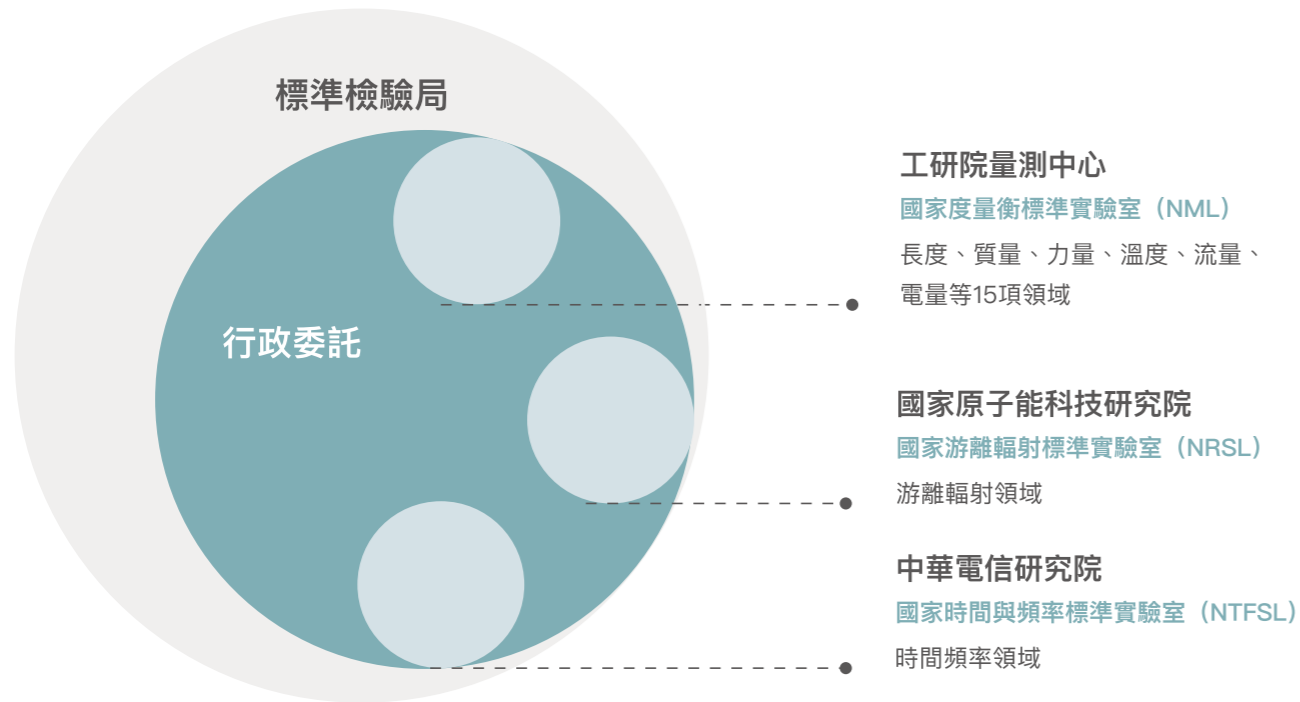 標準檢驗局
行政委託
工研院量測中心
國家度量衡標準實驗室（NML）
長度、質量、力量、溫度、流量、
電量等15項領域
國家原子能科技研究院
國家游離輻射標準實驗室（NRSL）
游離輻射領域
中華電信研究院
國家時間與頻率標準實驗室（NTFSL）
時間頻率領域